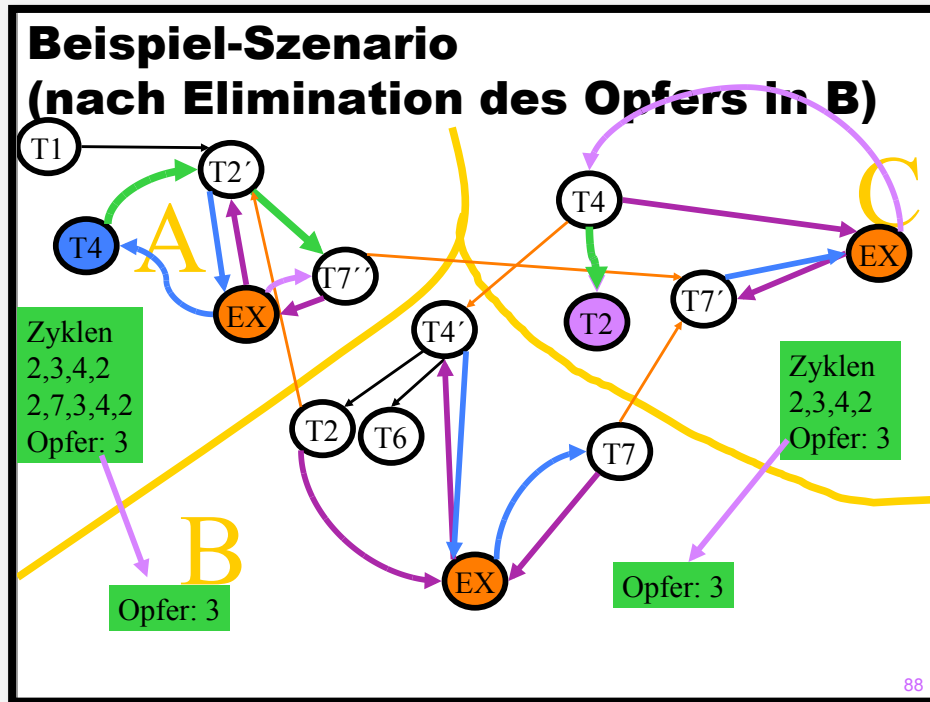 Beispiel-Szenario
(nach Elimination des Opfers in B)
T1
T2´
T4
A
EX
T7´´
T4
T2
C
EX
T7´
Zyklen
2,3,4,2
2,7,3,4,2
Opfer: 3
T4´
T2
T6
T7
Zyklen
2,3,4,2
Opfer: 3
B
EX
Opfer: 3
Opfer: 3
88